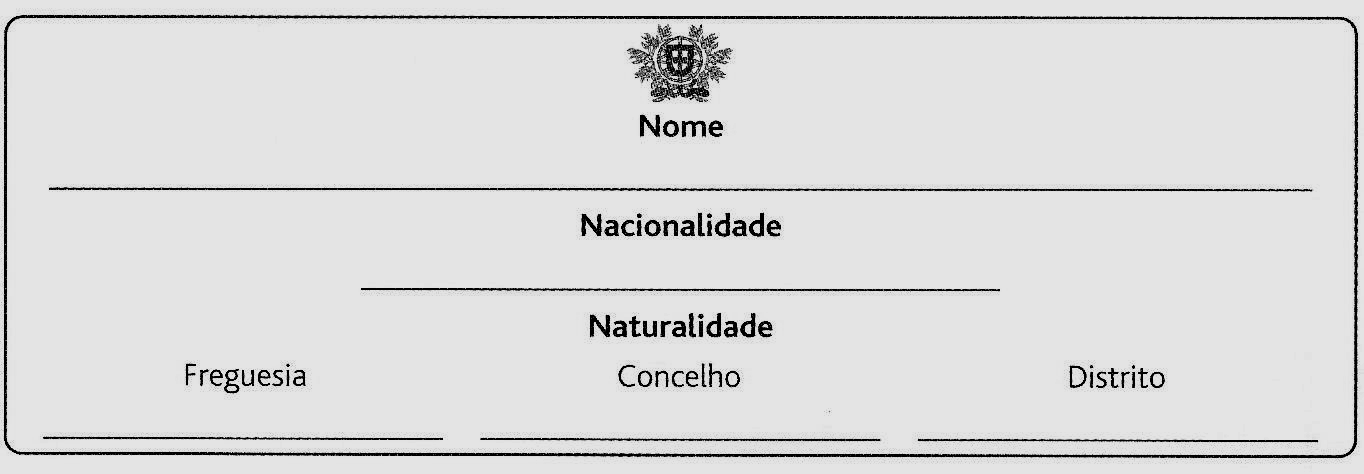 Nome
Nacionalidade
Naturalidade
Freguesia Concelho Distrito